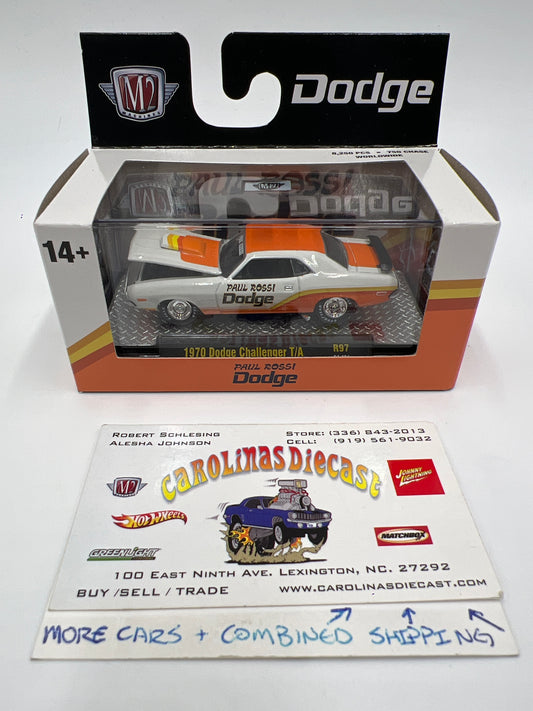 M2
MACHINES
Dodge
6,250 PCS + 750 CHASE
WORLDWIDE
PAUL ROSSI
Dodge
14+
PAUL ROSSI
Dodge
1970 Dodge Challenger T/A
R97
PAUL ROSSI
Dodge
ROBERT SCHLESING
ALESHA JOHNSON
STORE: (336) 843-2013
CELL: (919) 561-9032
CAROLINAS DIECAST
M2
JOHNNY LIGHTNING
HOT WHEELS
MATCHBOX
GREENLIGHT
100 EAST NINTH AVE. LEXINGTON, NC. 27292
BUY /SELL / TRADE
WWW.CAROLINASDIECAST.COM
MORE CARS + COMBINED SHIPPING